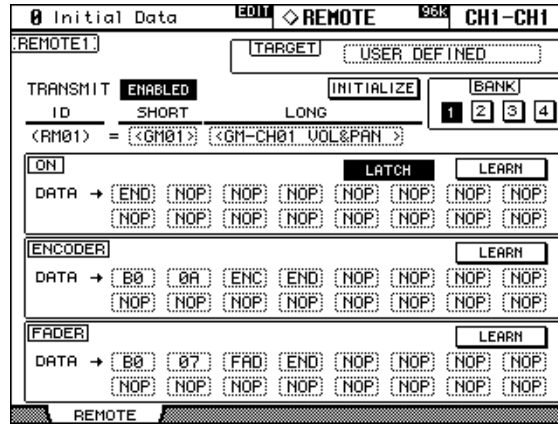 0 Initial Data EDIT ◇REMOTE 96k CH1-CH1
REMOTE1
TARGET USER DEFINED
TRANSMIT ENABLED INITIALIZE BANK
ID SHORT LONG 1 2 3 4
(RM01) = <GM01> <GM-CH01 VOL&PAN >
ON LATCH LEARN
DATA → END NOP NOP NOP NOP NOP NOP NOP
NOP NOP NOP NOP NOP NOP NOP NOP
ENCODER LEARN
DATA → B0 0A ENC END NOP NOP NOP NOP
NOP NOP NOP NOP NOP NOP NOP NOP
FADER LEARN
DATA → B0 07 FAD END NOP NOP NOP NOP
NOP NOP NOP NOP NOP NOP NOP NOP
REMOTE